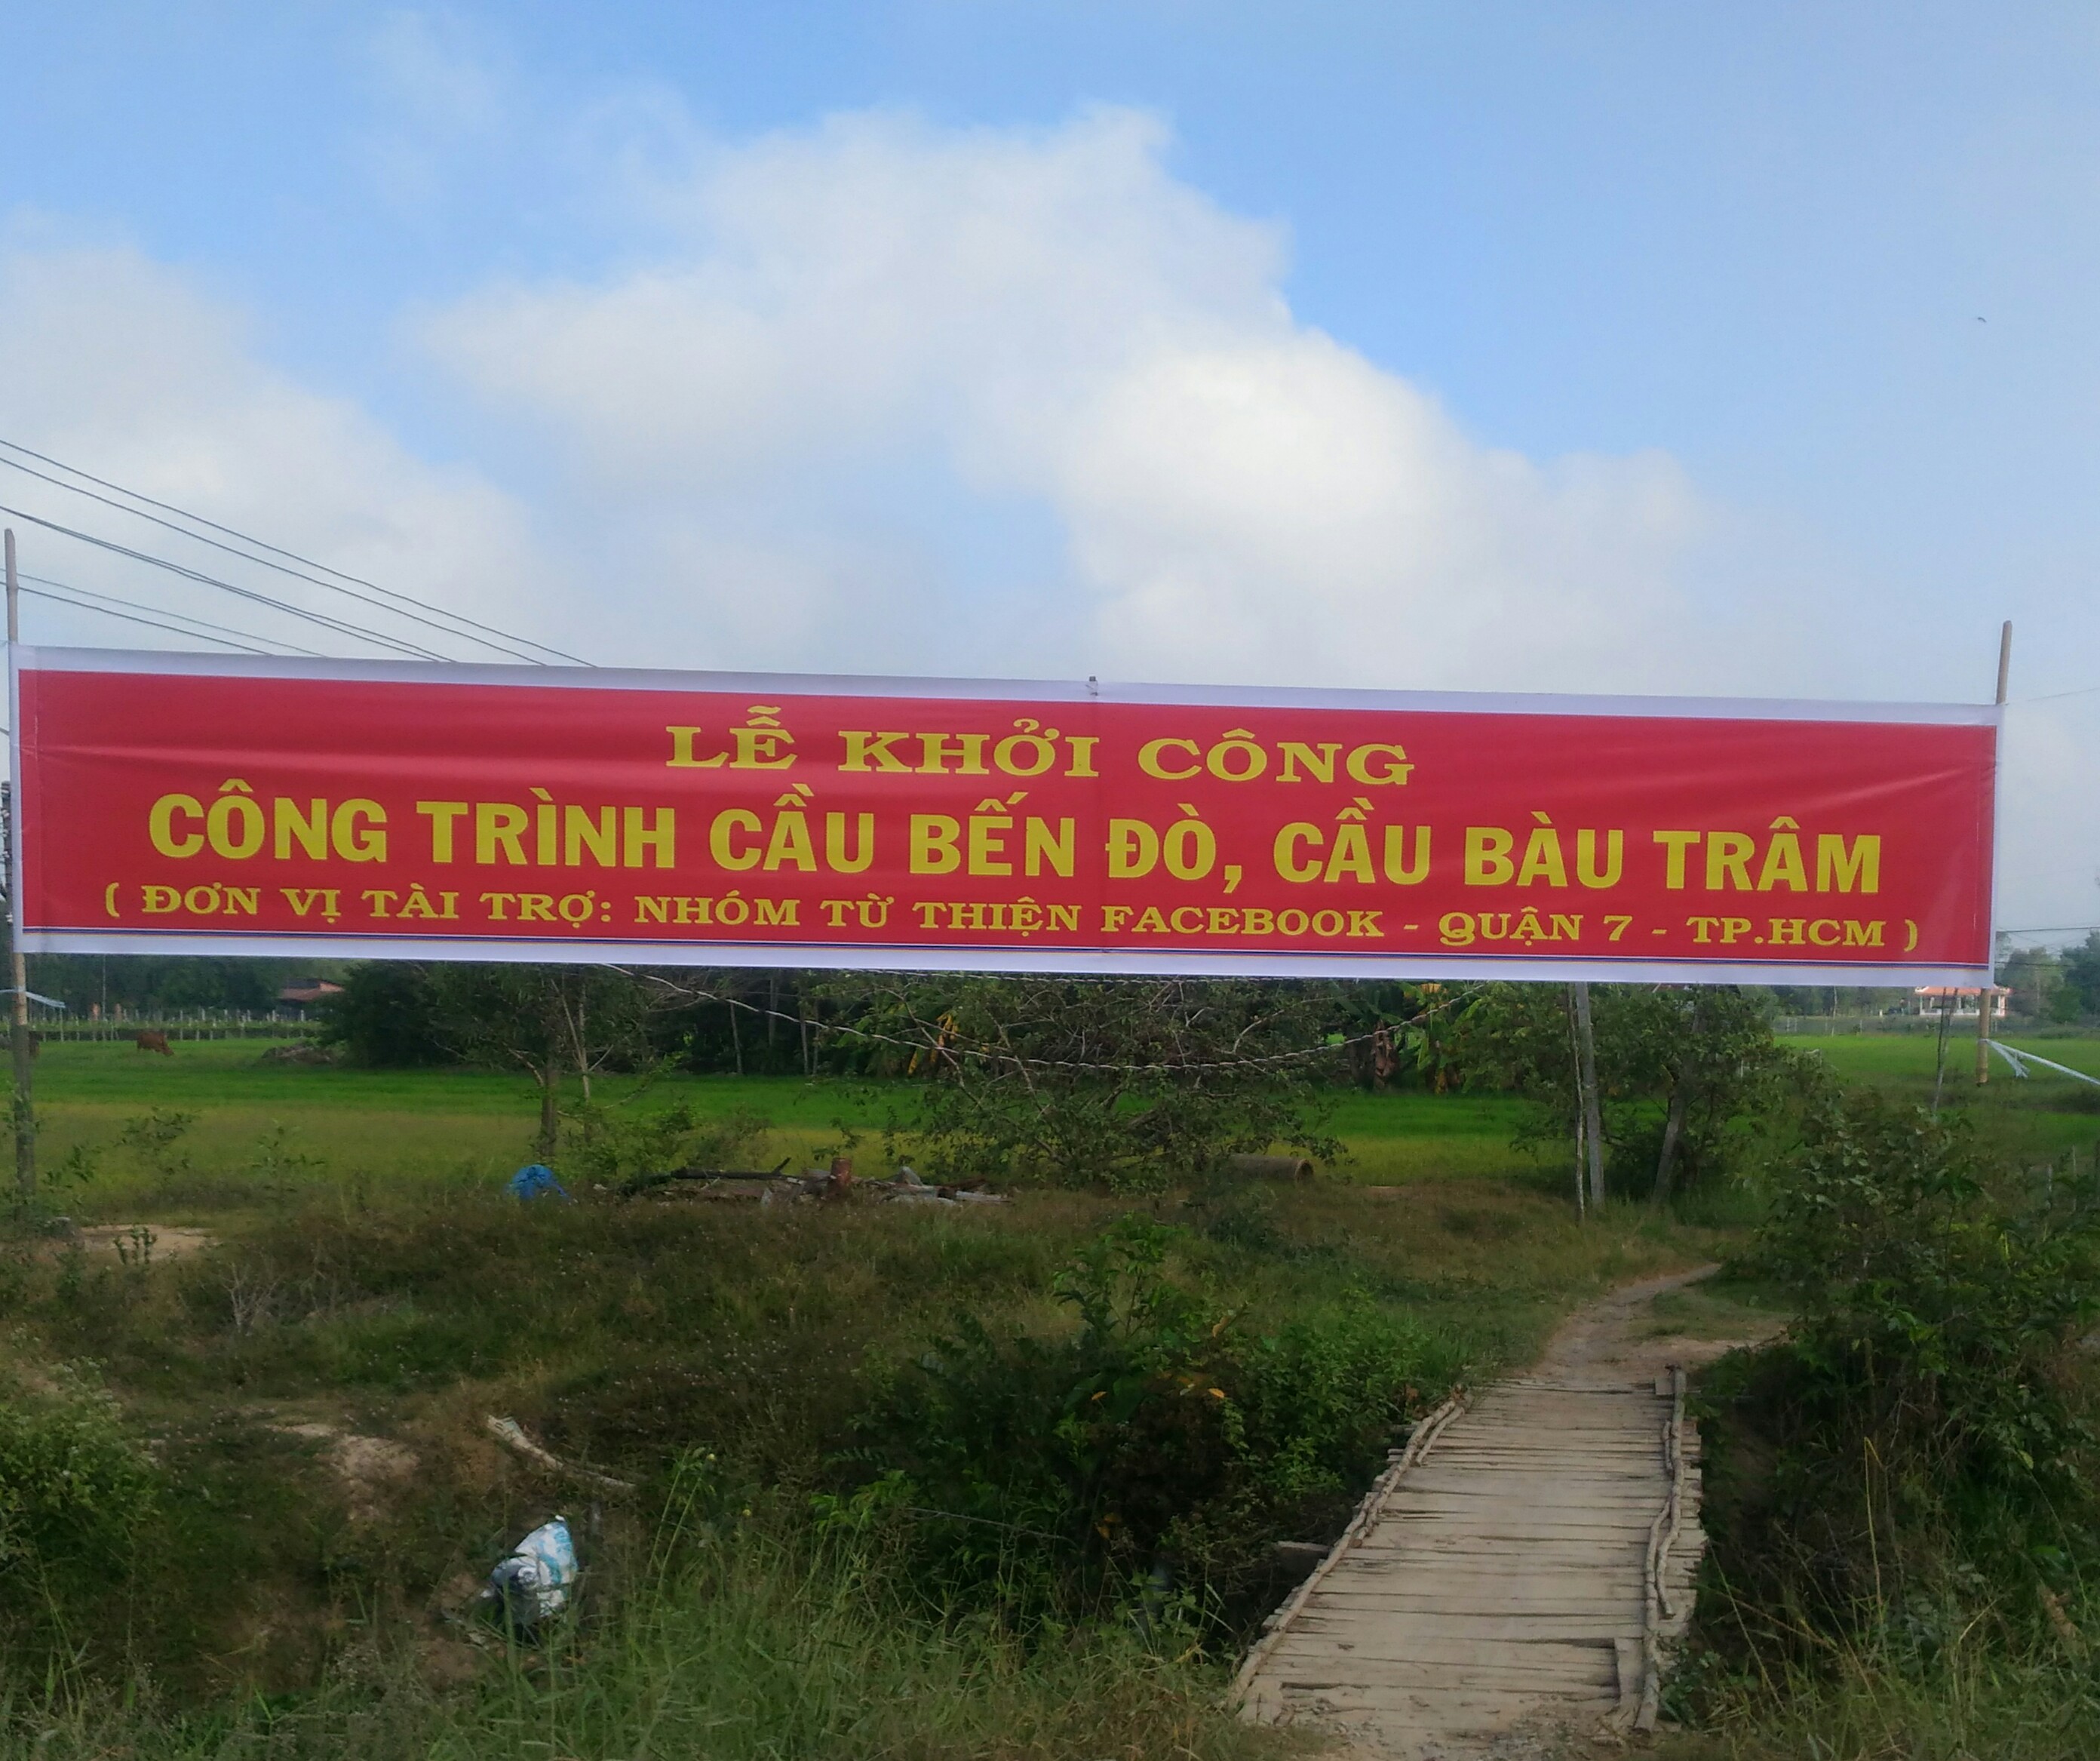 LỄ KHỞI CÔNG
CÔNG TRÌNH CẦU BẾN ĐÒ, CẦU BÀU TRÂM
( ĐƠN VỊ TÀI TRỢ: NHÓM TỪ THIỆN FACEBOOK - QUẬN 7 - TP.HCM )